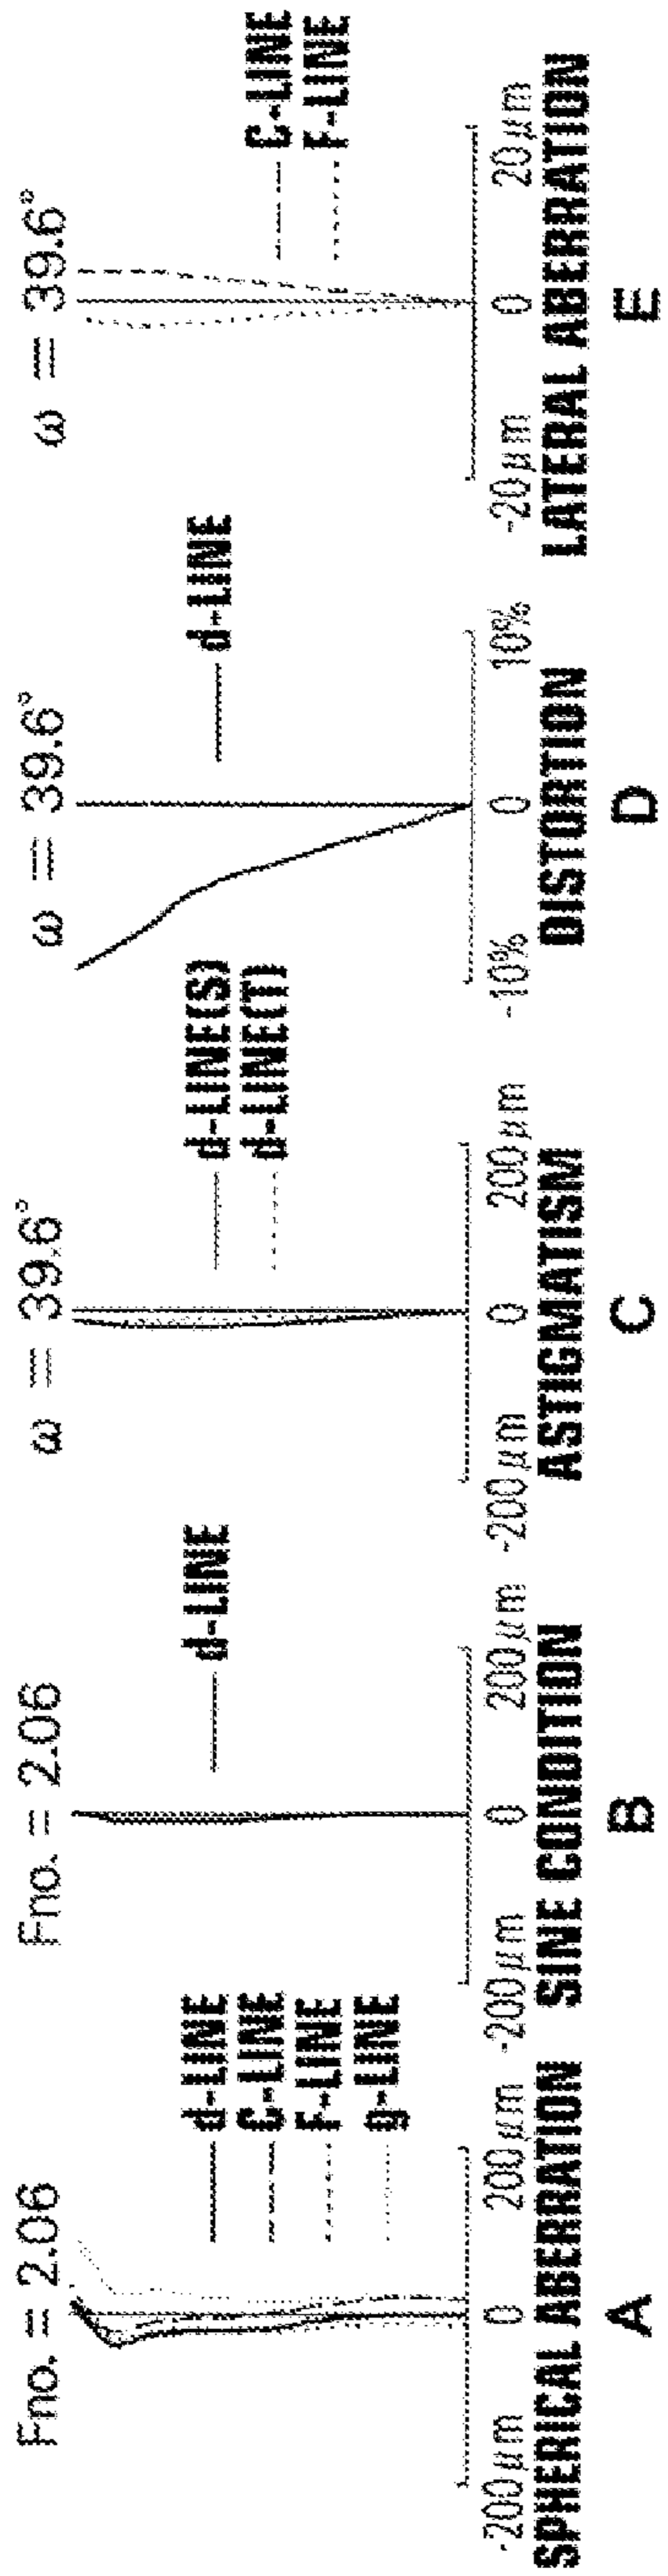 Fno. = 2.06
d-LINE
C-LINE
F-LINE
g-LINE
-200μm 0 200μm
SPHERICAL ABERRATION
A
Fno. = 2.06
d-LINE
-200μm 0 200μm
SINE CONDITION
B
ω = 39.6°
d-LINE(S)
d-LINE(T)
-200μm 0 200μm
ASTIGMATISM
C
ω = 39.6°
d-LINE
-10% 0 10%
DISTORTION
D
ω = 39.6°
C-LINE
F-LINE
-20μm 0 20μm
LATERAL ABERRATION
E